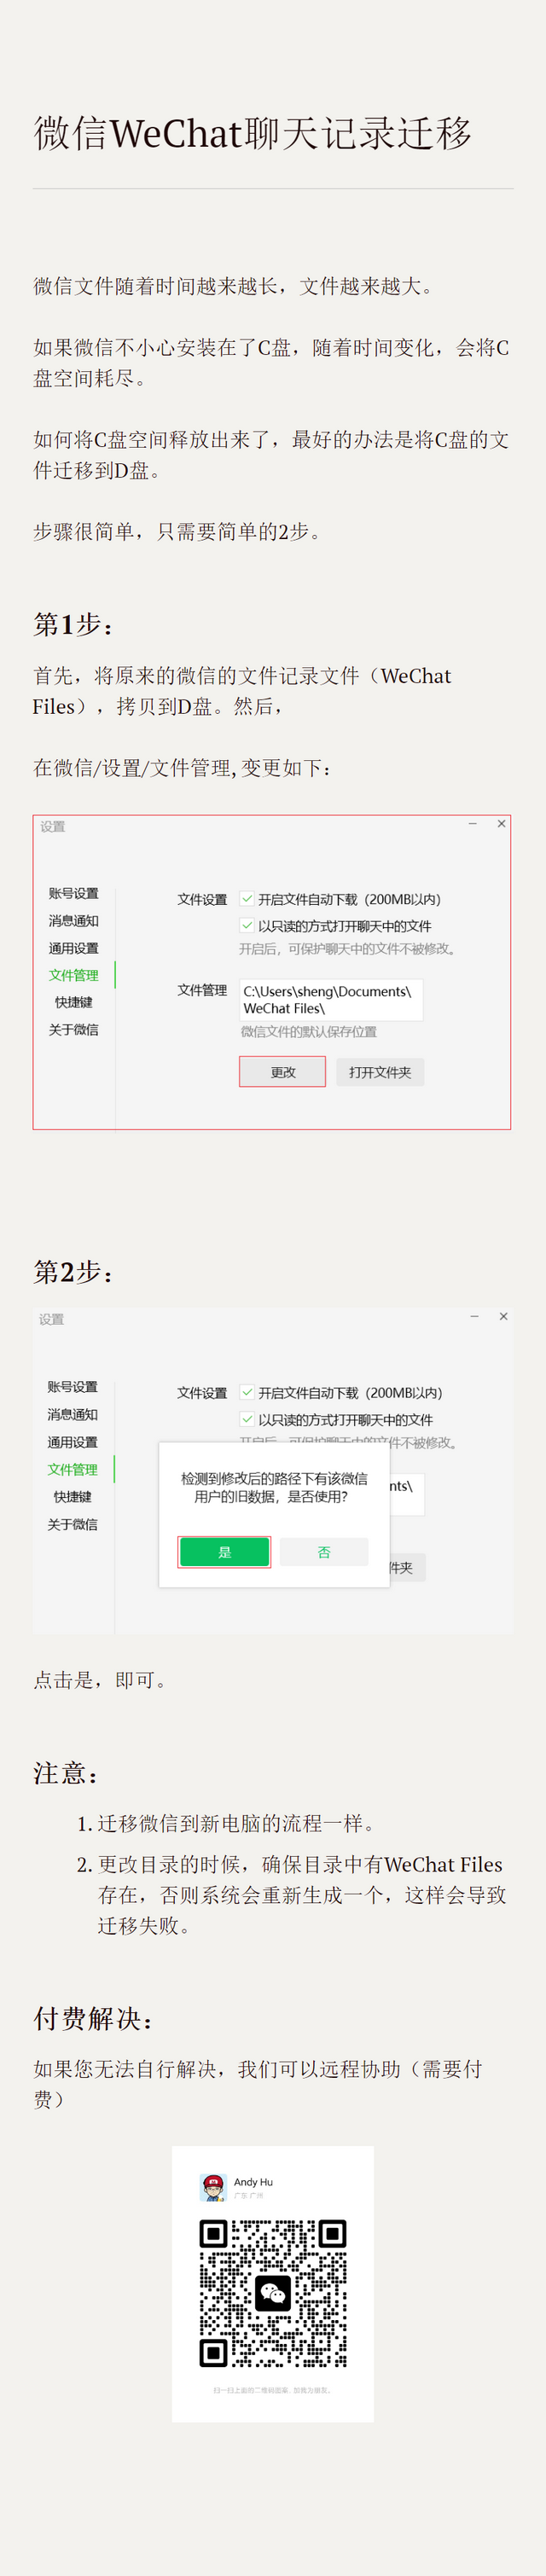 微信WeChat聊天记录迁移
微信文件随着时间越来越长，文件越来越大。
如果微信不小心安装在了C盘，随着时间变化，会将C
盘空间耗尽。
如何将C盘空间释放出来了，最好的办法是将C盘的文
件迁移到D盘。
步骤很简单，只需要简单的2步。
第1步：
首先，将原来的微信的文件记录文件（WeChat
Files），拷贝到D盘。然后，
在微信/设置/文件管理,变更如下：
设置
账号设置
消息通知
通用设置
文件管理
快捷键
关于微信
文件设置
开启文件自动下载（200MB以内）
以只读的方式打开聊天中的文件
开启后，可保护聊天中的文件不被修改。
文件管理
C:\Users\sheng\Documents\
WeChat Files\
微信文件的默认保存位置
更改
打开文件夹
第2步：
设置
账号设置
消息通知
通用设置
文件管理
快捷键
关于微信
文件设置
开启文件自动下载（200MB以内）
以只读的方式打开聊天中的文件
开启后，可保护聊天中的文件不被修改。
检测到修改后的路径下有该微信
用户的旧数据，是否使用？
nts\
是
否
件夹
点击是，即可。
注意：
1. 迁移微信到新电脑的流程一样。
2. 更改目录的时候，确保目录中有WeChat Files
存在，否则系统会重新生成一个，这样会导致
迁移失败。
付费解决：
如果您无法自行解决，我们可以远程协助（需要付
费）
Andy Hu
广东 广州
扫一扫上面的二维码图案，加我为朋友。